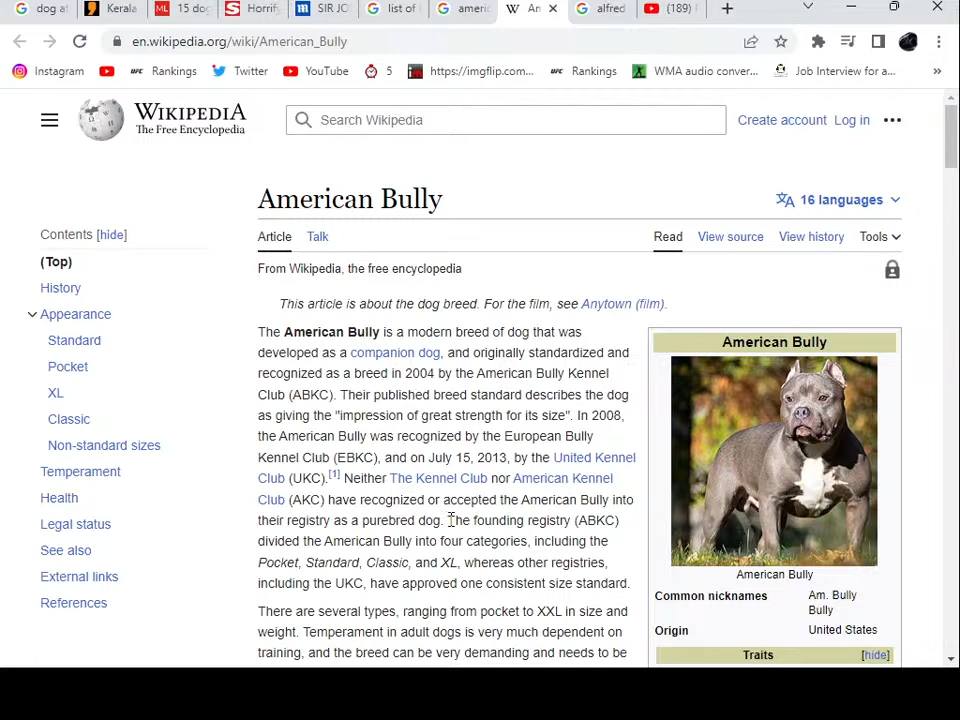 dog at
Kerala
15 dog
Horrif
SIR JO
list of
americ
An
alfred
(189)
en.wikipedia.org/wiki/American_Bully
Instagram
Rankings
Twitter
YouTube
5
https://imgflip.com...
Rankings
WMA audio conver...
Job Interview for a...
»
WIKIPEDIA
The Free Encyclopedia
Search Wikipedia
Create account
Log in
American Bully
16 languages
Contents [hide]
(Top)
History
Appearance
Standard
Pocket
XL
Classic
Non-standard sizes
Temperament
Health
Legal status
See also
External links
References
Article
Talk
Read
View source
View history
Tools
From Wikipedia, the free encyclopedia
This article is about the dog breed. For the film, see Anytown (film).
The American Bully is a modern breed of dog that was
developed as a companion dog, and originally standardized and
recognized as a breed in 2004 by the American Bully Kennel
Club (ABKC). Their published breed standard describes the dog
as giving the "impression of great strength for its size". In 2008,
the American Bully was recognized by the European Bully
Kennel Club (EBKC), and on July 15, 2013, by the United Kennel
Club (UKC).[1] Neither The Kennel Club nor American Kennel
Club (AKC) have recognized or accepted the American Bully into
their registry as a purebred dog. The founding registry (ABKC)
divided the American Bully into four categories, including the
Pocket, Standard, Classic, and XL, whereas other registries,
including the UKC, have approved one consistent size standard.
There are several types, ranging from pocket to XXL in size and
weight. Temperament in adult dogs is very much dependent on
training, and the breed can be very demanding and needs to be
American Bully
American Bully
Common nicknames
Am. Bully
Bully
Origin
United States
Traits
[hide]